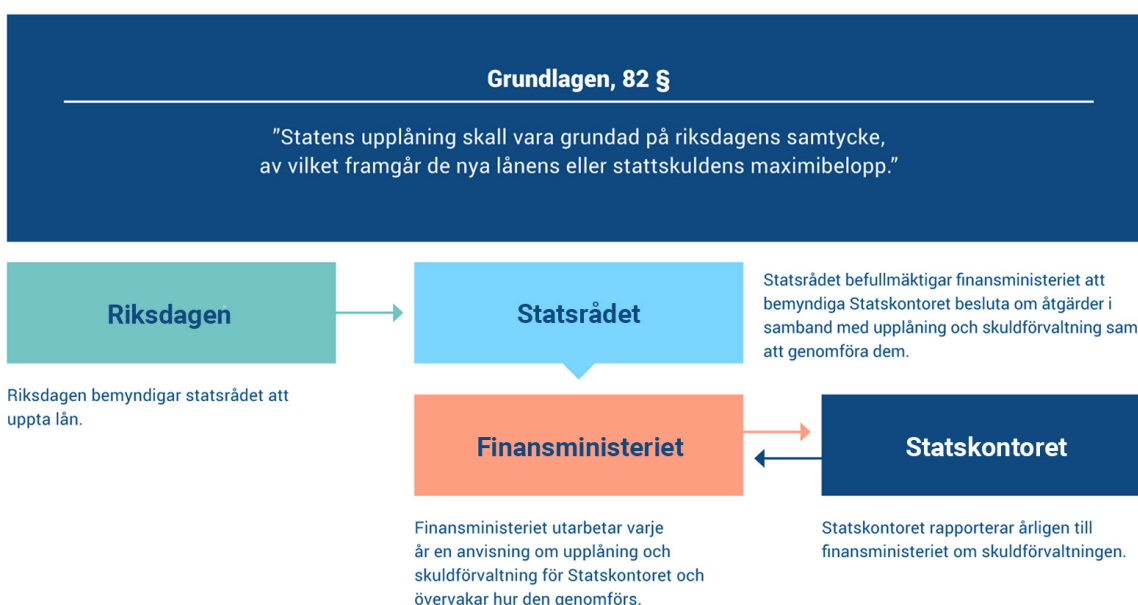 Grundlagen, 82 §
”Statens upplåning skall vara grundad på riksdagens samtycke,
av vilket framgår de nya lånens eller stattskuldens maximibelopp.”
Riksdagen
Riksdagen bemyndigar statsrådet att
uppta lån.
Statsrådet
Statsrådet befullmäktigar finansministeriet att
bemyndiga Statskontoret besluta om åtgärder i
samband med upplåning och skuldförvaltning sam
att genomföra dem.
Finansministeriet
Finansministeriet utarbetar varje
år en anvisning om upplåning och
skuldförvaltning för Statskontoret och
övervakar hur den genomförs.
Statskontoret
Statskontoret rapporterar årligen till
finansministeriet om skuldförvaltningen.